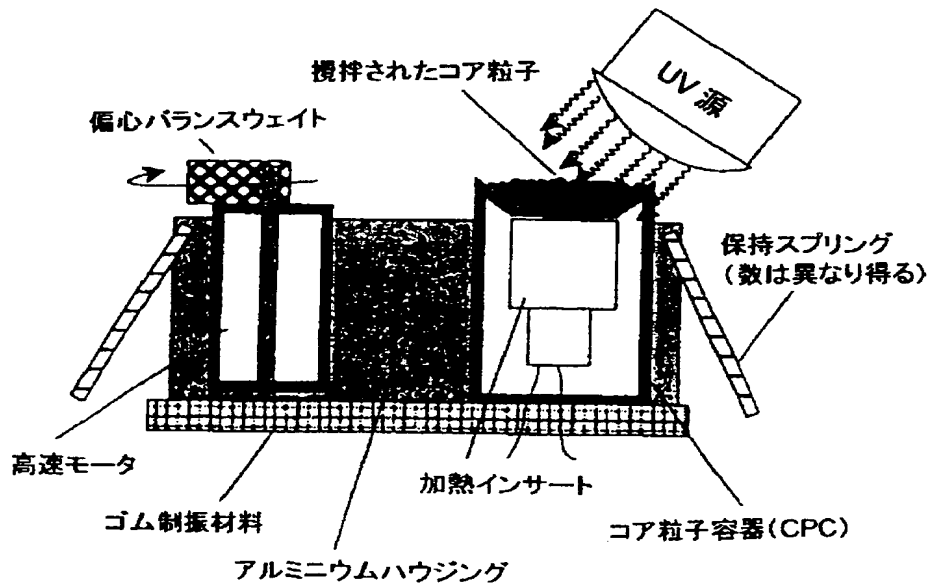 UV源
攪拌されたコア粒子
偏心バランスウェイト
保持スプリング
(数は異なり得る)
高速モータ
加熱インサート
ゴム制振材料
コア粒子容器(CPC)
アルミニウムハウジング